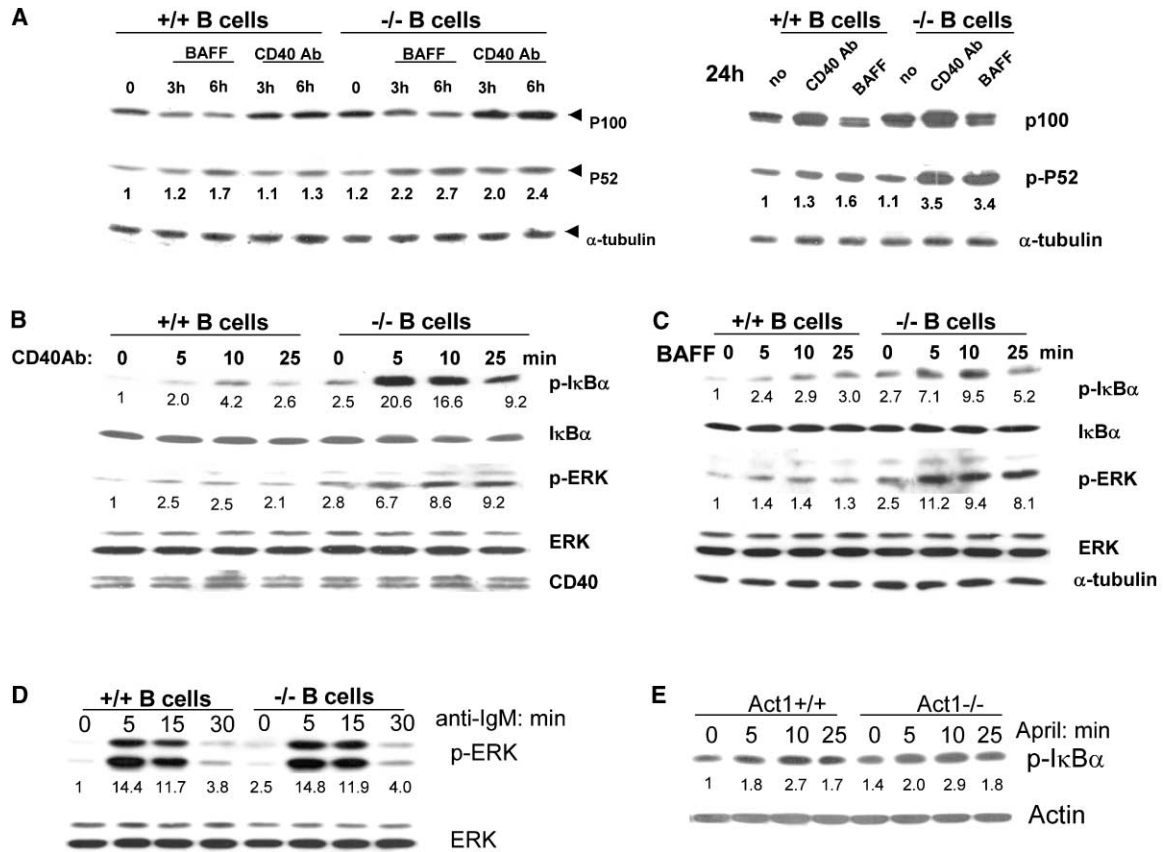 A
+/+ B cells
-/- B cells
BAFF
CD40 Ab
BAFF
CD40 Ab
0 3h 6h 3h 6h 0 3h 6h 3h 6h
P100
P52
1 1.2 1.7 1.1 1.3 1.2 2.2 2.7 2.0 2.4
α-tubulin
+/+ B cells
-/- B cells
24h
no CD40 Ab BAFF no CD40 Ab BAFF
p100
p-P52
1 1.3 1.6 1.1 3.5 3.4
α-tubulin
B
+/+ B cells
-/- B cells
CD40Ab: 0 5 10 25 0 5 10 25 min
p-IκBα
1 2.0 4.2 2.6 2.5 20.6 16.6 9.2
IκBα
p-ERK
1 2.5 2.5 2.1 2.8 6.7 8.6 9.2
ERK
CD40
C
+/+ B cells
-/- B cells
BAFF 0 5 10 25 0 5 10 25 min
p-IκBα
1 2.4 2.9 3.0 2.7 7.1 9.5 5.2
IκBα
p-ERK
1 1.4 1.4 1.3 2.5 11.2 9.4 8.1
ERK
α-tubulin
D
+/+ B cells
-/- B cells
0 5 15 30 0 5 15 30 anti-IgM: min
p-ERK
1 14.4 11.7 3.8 2.5 14.8 11.9 4.0
ERK
E
Act1+/+
Act1-/-
0 5 10 25 0 5 10 25 April: min
p-IκBα
1 1.8 2.7 1.7 1.4 2.0 2.9 1.8
Actin